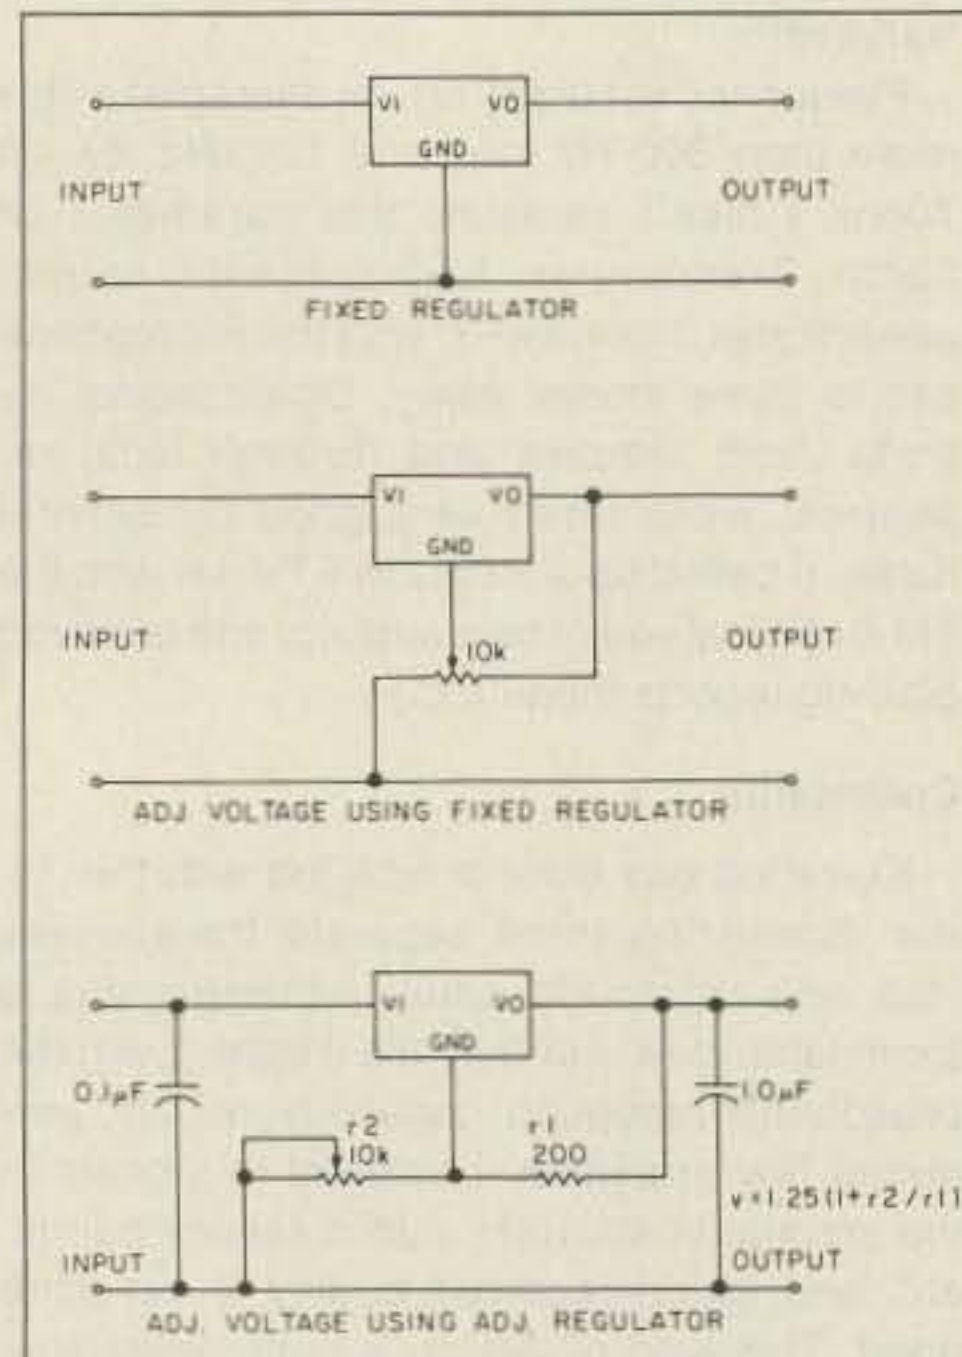 VI VO
GND
INPUT OUTPUT
FIXED REGULATOR
VI VO
GND
INPUT 10k OUTPUT
ADJ VOLTAGE USING FIXED REGULATOR
VI VO
GND
0.1µF 1.0µF
r2 r1
10k 200
v=1.25(1+r2/r1)
INPUT OUTPUT
ADJ. VOLTAGE USING ADJ. REGULATOR